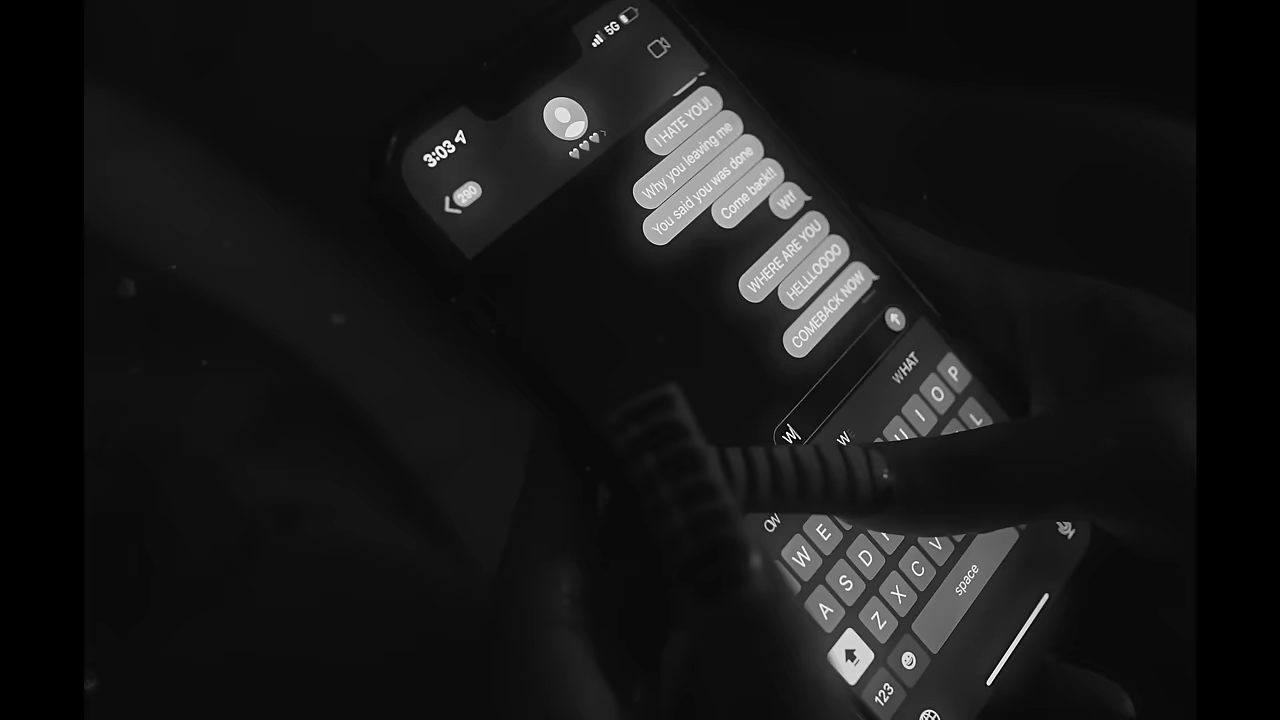 5G
3:03
290
I HATE YOU!
Why you leaving me
You said you was done
Come back!!
Wtf
WHERE ARE YOU
HELLLOOOO
COMEBACK NOW
W
W WHAT
U I O P
L
W E
A S D
Z X C V
123 space